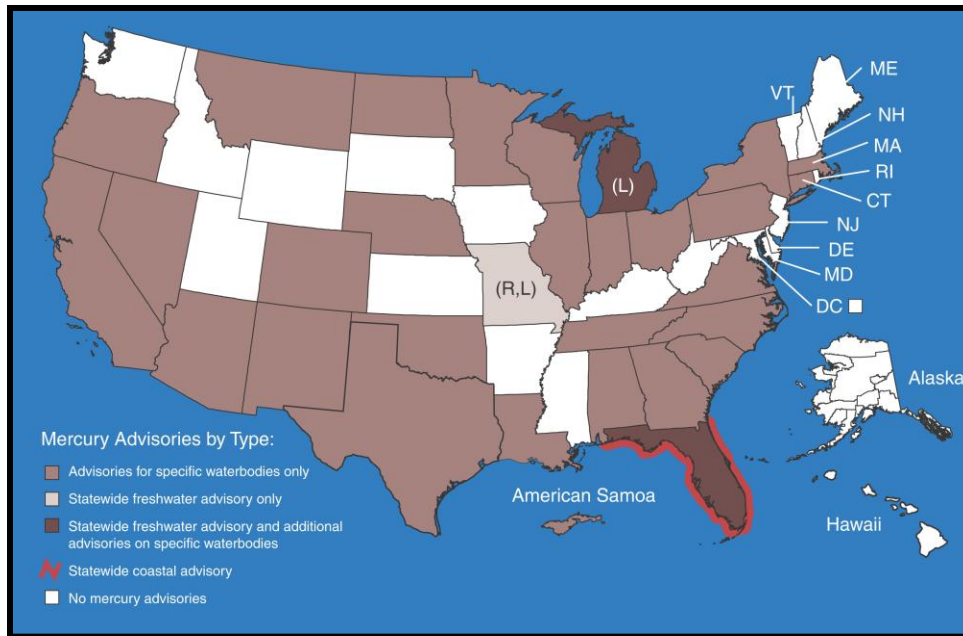 ME
VT
NH
MA
RI
(L)
CT
NJ
DE
MD
(R,L)
DC
Alaska
Mercury Advisories by Type:
Advisories for specific waterbodies only
Statewide freshwater advisory only
Statewide freshwater advisory and additional
advisories on specific waterbodies
Statewide coastal advisory
No mercury advisories
American Samoa
Hawaii